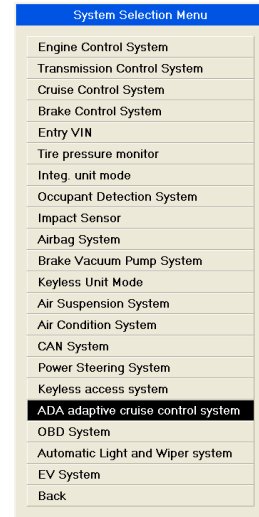 System Selection Menu
Engine Control System
Transmission Control System
Cruise Control System
Brake Control System
Entry VIN
Tire pressure monitor
Integ. unit mode
Occupant Detection System
Impact Sensor
Airbag System
Brake Vacuum Pump System
Keyless Unit Mode
Air Suspension System
Air Condition System
CAN System
Power Steering System
Keyless access system
ADA adaptive cruise control system
OBD System
Automatic Light and Wiper system
EV System
Back